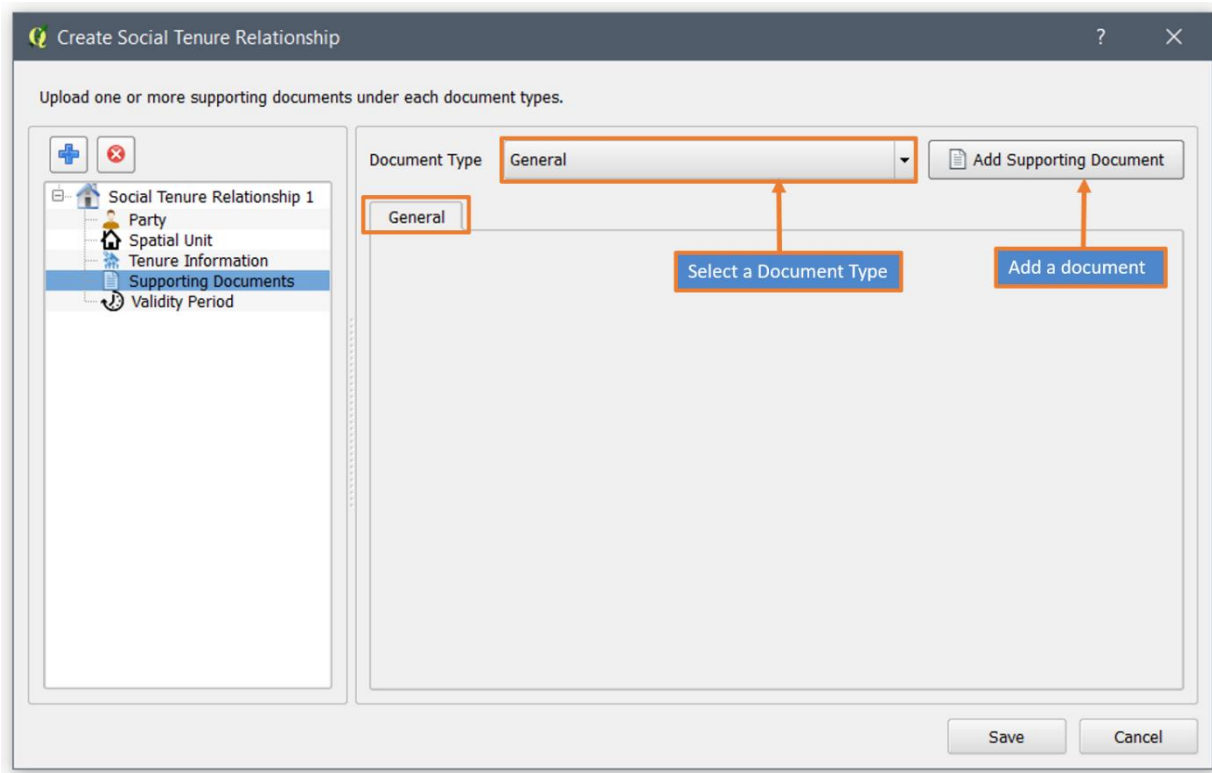 Create Social Tenure Relationship
?
Upload one or more supporting documents under each document types.
Document Type
General
Add Supporting Document
Social Tenure Relationship 1
Party
Spatial Unit
Tenure Information
Supporting Documents
Validity Period
General
Select a Document Type
Add a document
Save
Cancel